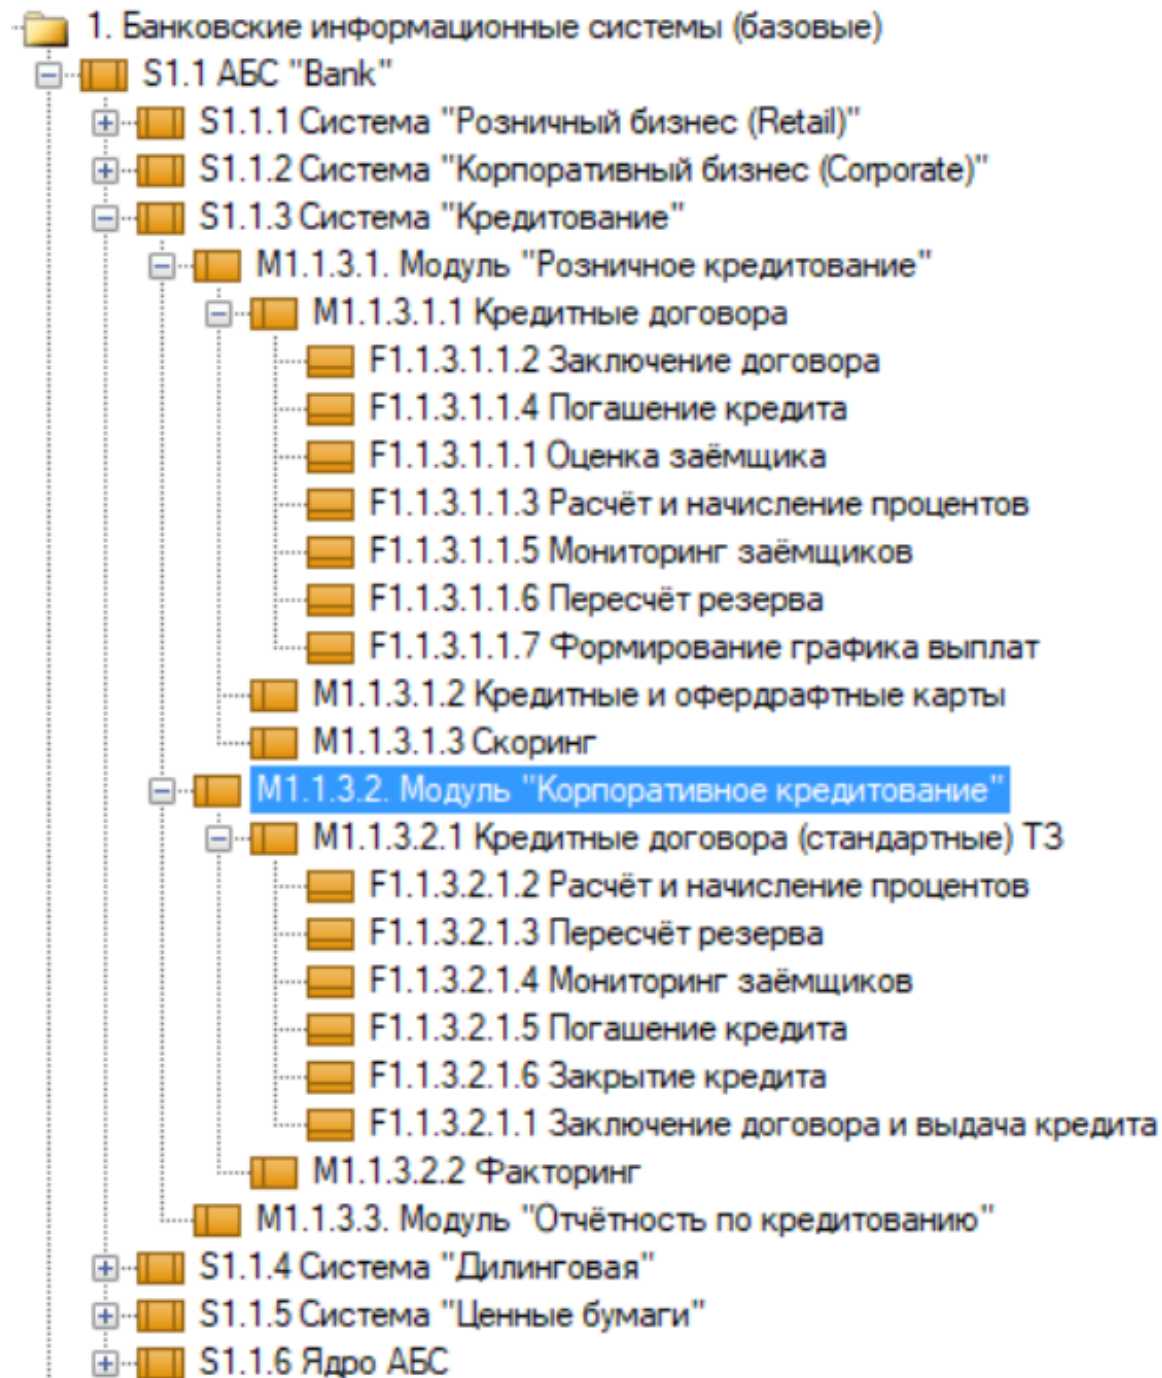 1. Банковские информационные системы (базовые)
S1.1 АБС "Bank"
S1.1.1 Система "Розничный бизнес (Retail)"
S1.1.2 Система "Корпоративный бизнес (Corporate)"
S1.1.3 Система "Кредитование"
M1.1.3.1. Модуль "Розничное кредитование"
M1.1.3.1.1 Кредитные договора
F1.1.3.1.1.2 Заключение договора
F1.1.3.1.1.4 Погашение кредита
F1.1.3.1.1.1 Оценка заёмщика
F1.1.3.1.1.3 Расчёт и начисление процентов
F1.1.3.1.1.5 Мониторинг заёмщиков
F1.1.3.1.1.6 Пересчёт резерва
F1.1.3.1.1.7 Формирование графика выплат
M1.1.3.1.2 Кредитные и офердрафтные карты
M1.1.3.1.3 Скоринг
M1.1.3.2. Модуль "Корпоративное кредитование"
M1.1.3.2.1 Кредитные договора (стандартные) ТЗ
F1.1.3.2.1.2 Расчёт и начисление процентов
F1.1.3.2.1.3 Пересчёт резерва
F1.1.3.2.1.4 Мониторинг заёмщиков
F1.1.3.2.1.5 Погашение кредита
F1.1.3.2.1.6 Закрытие кредита
F1.1.3.2.1.1 Заключение договора и выдача кредита
M1.1.3.2.2 Факторинг
M1.1.3.3. Модуль "Отчётность по кредитованию"
S1.1.4 Система "Дилинговая"
S1.1.5 Система "Ценные бумаги"
S1.1.6 Ядро АБС